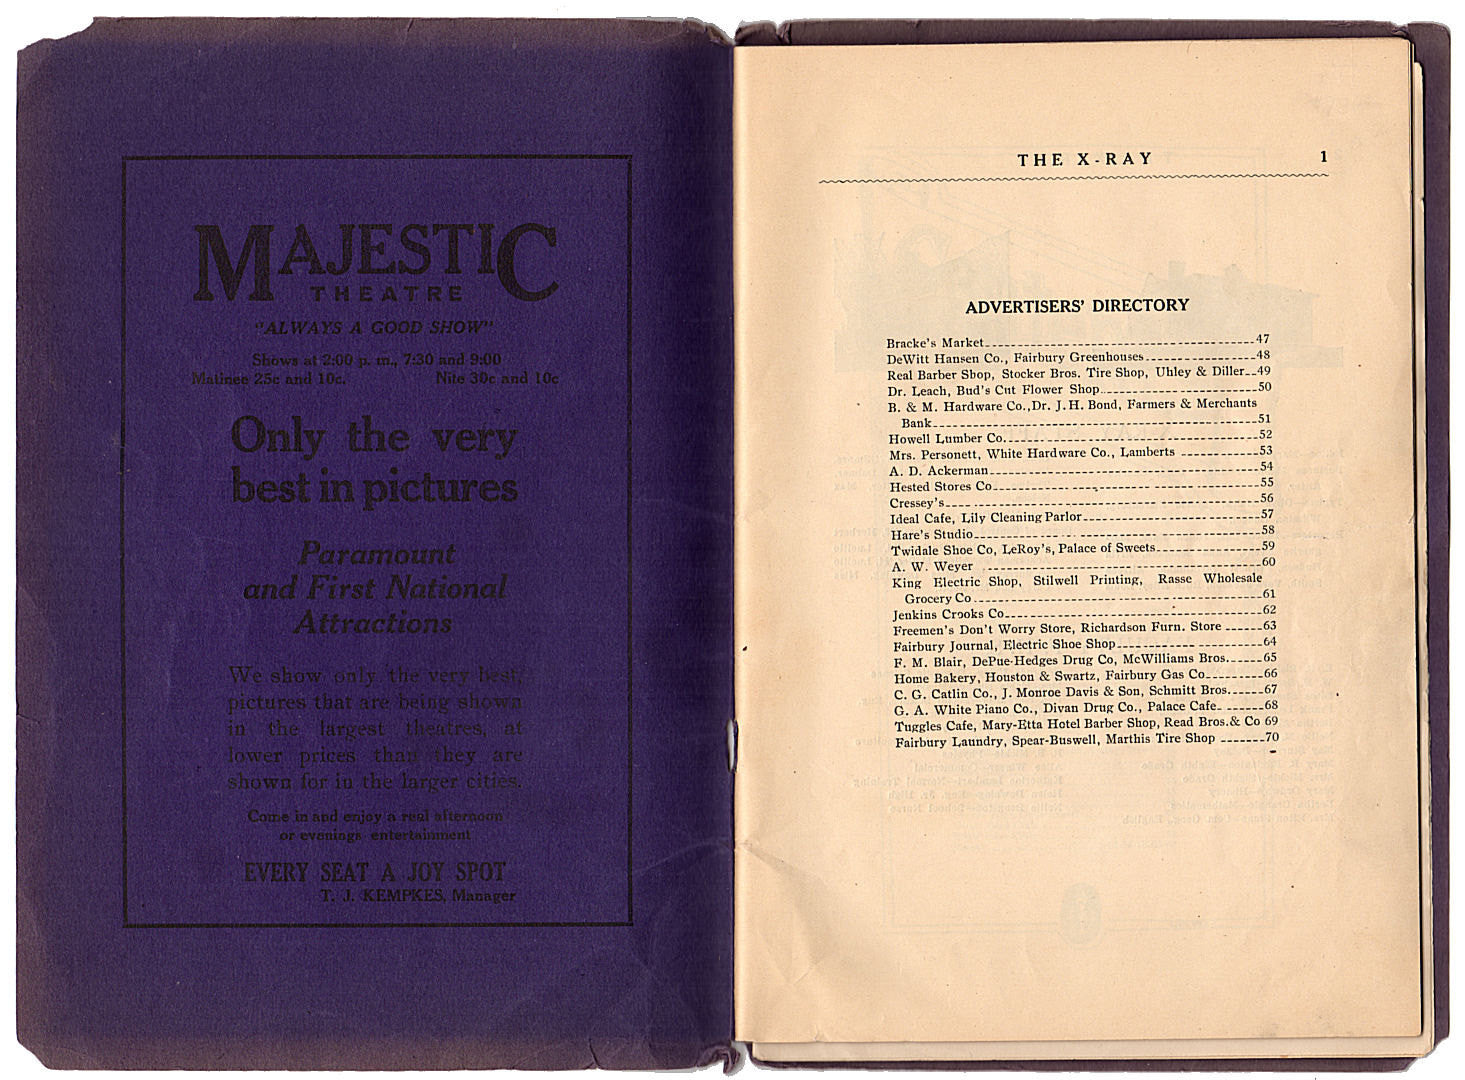 MAJESTIC
THEATRE
"ALWAYS A GOOD SHOW"
Shows at 2:00 p. m., 7:30 and 9:00
Matinee 25c and 10c. Nite 30c and 10c
Only the very
best in pictures
Paramount
and First National
Attractions
We show only the very best,
pictures that are being shown
in the largest theatres, at
lower prices than they are
shown for in the larger cities.
Come in and enjoy a real afternoon
or evenings entertainment
EVERY SEAT A JOY SPOT
T. J. KEMPKES, Manager
THE X-RAY 1
ADVERTISERS' DIRECTORY
Bracke's Market 47
DeWitt Hansen Co., Fairbury Greenhouses 48
Real Barber Shop, Stocker Bros. Tire Shop, Uhley & Diller 49
Dr. Leach, Bud's Cut Flower Shop 50
B. & M. Hardware Co., Dr. J. H. Bond, Farmers & Merchants
Bank 51
Howell Lumber Co. 52
Mrs. Personett, White Hardware Co., Lamberts 53
A. D. Ackerman 54
Hested Stores Co. 55
Cressey's 56
Ideal Cafe, Lily Cleaning Parlor 57
Hare's Studio 58
Twidale Shoe Co, LeRoy's, Palace of Sweets 59
A. W. Weyer 60
King Electric Shop, Stilwell Printing, Rasse Wholesale
Grocery Co 61
Jenkins Crooks Co 62
Freemen's Don't Worry Store, Richardson Furn. Store 63
Fairbury Journal, Electric Shoe Shop 64
F. M. Blair, DePue-Hedges Drug Co, McWilliams Bros. 65
Home Bakery, Houston & Swartz, Fairbury Gas Co 66
C. G. Catlin Co., J. Monroe Davis & Son, Schmitt Bros. 67
G. A. White Piano Co., Divan Drug Co., Palace Cafe. 68
Tuggles Cafe, Mary-Etta Hotel Barber Shop, Read Bros. & Co 69
Fairbury Laundry, Spear-Buswell, Marthis Tire Shop 70